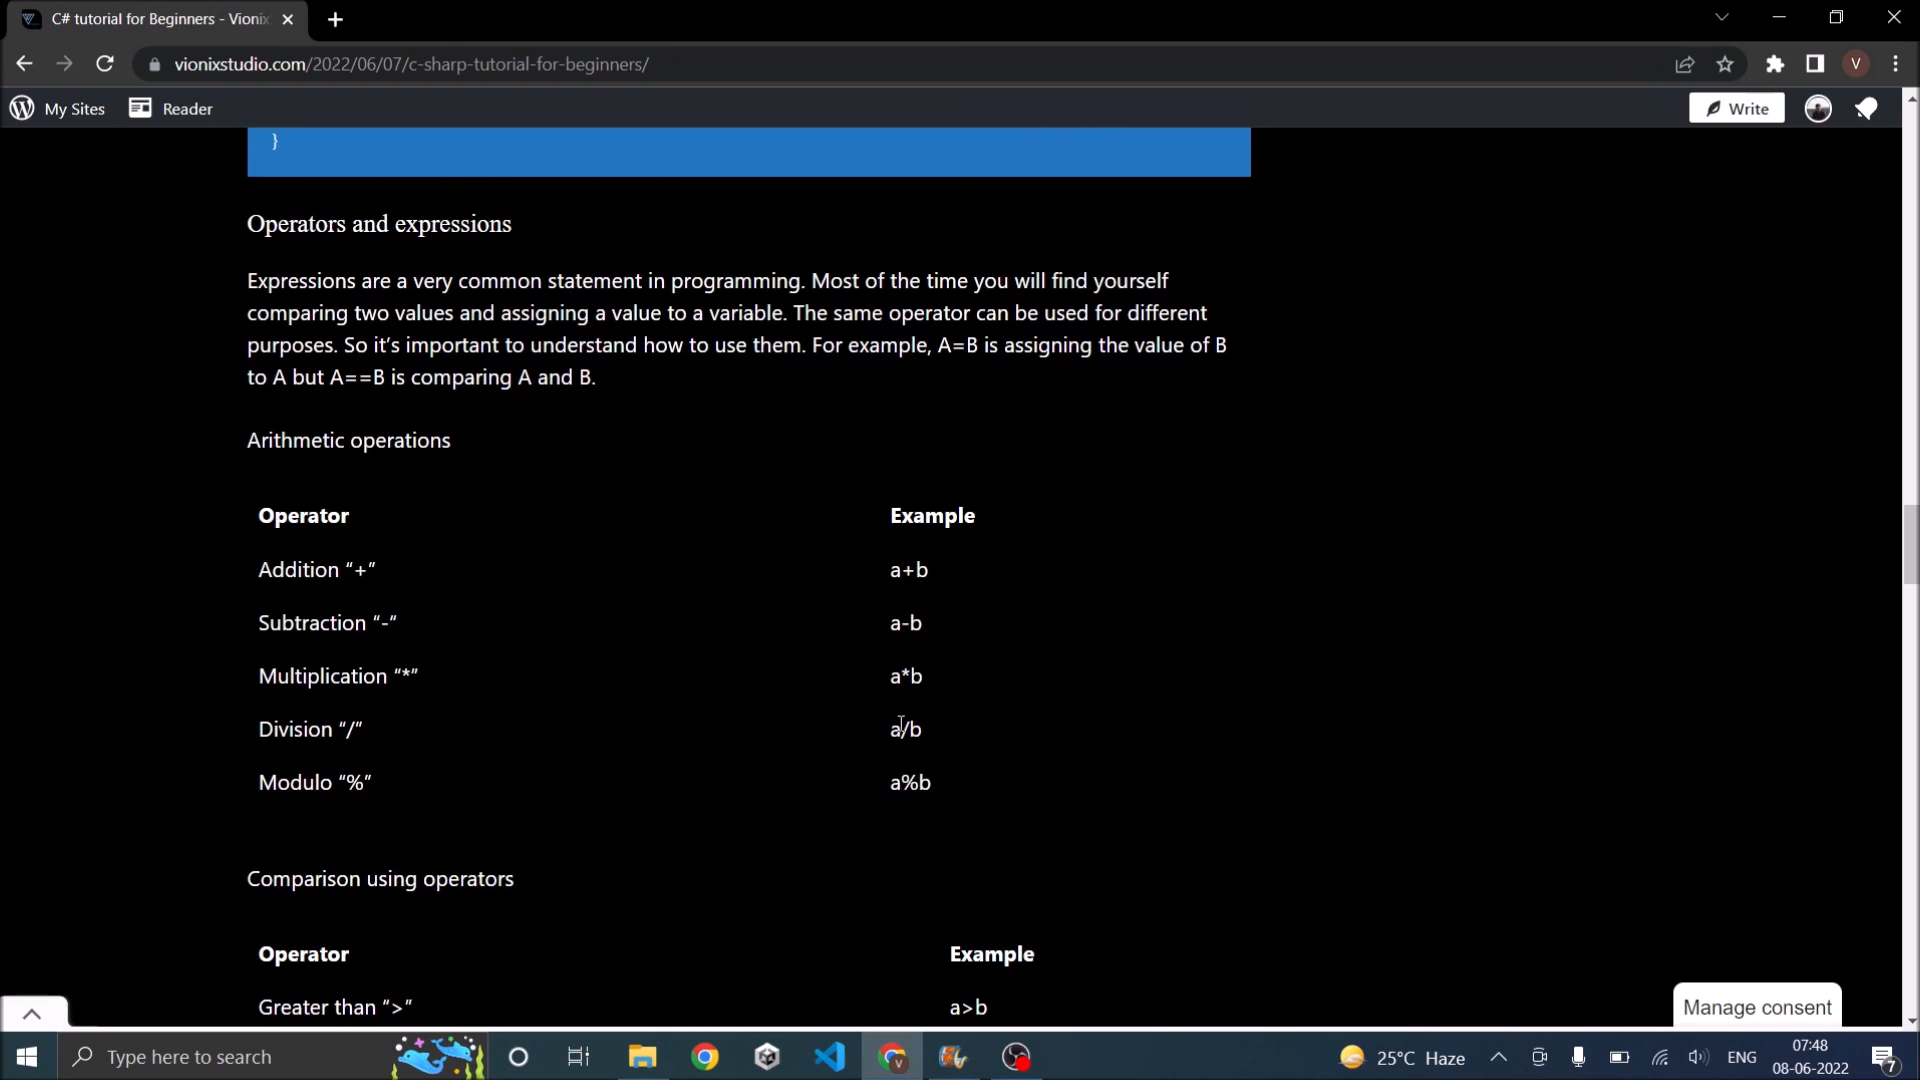 C# tutorial for Beginners - Vionix
vionixstudio.com/2022/06/07/c-sharp-tutorial-for-beginners/
V
My Sites
Reader
Write
}
Operators and expressions
Expressions are a very common statement in programming. Most of the time you will find yourself
comparing two values and assigning a value to a variable. The same operator can be used for different
purposes. So it’s important to understand how to use them. For example, A=B is assigning the value of B
to A but A==B is comparing A and B.
Arithmetic operations
Operator Example
Addition “+” a+b
Subtraction “-“ a-b
Multiplication “*” a*b
Division “/” a/b
Modulo “%” a%b
Comparison using operators
Operator Example
Greater than “>” a>b
Manage consent
Type here to search
25°C Haze
ENG
07:48
08-06-2022
7